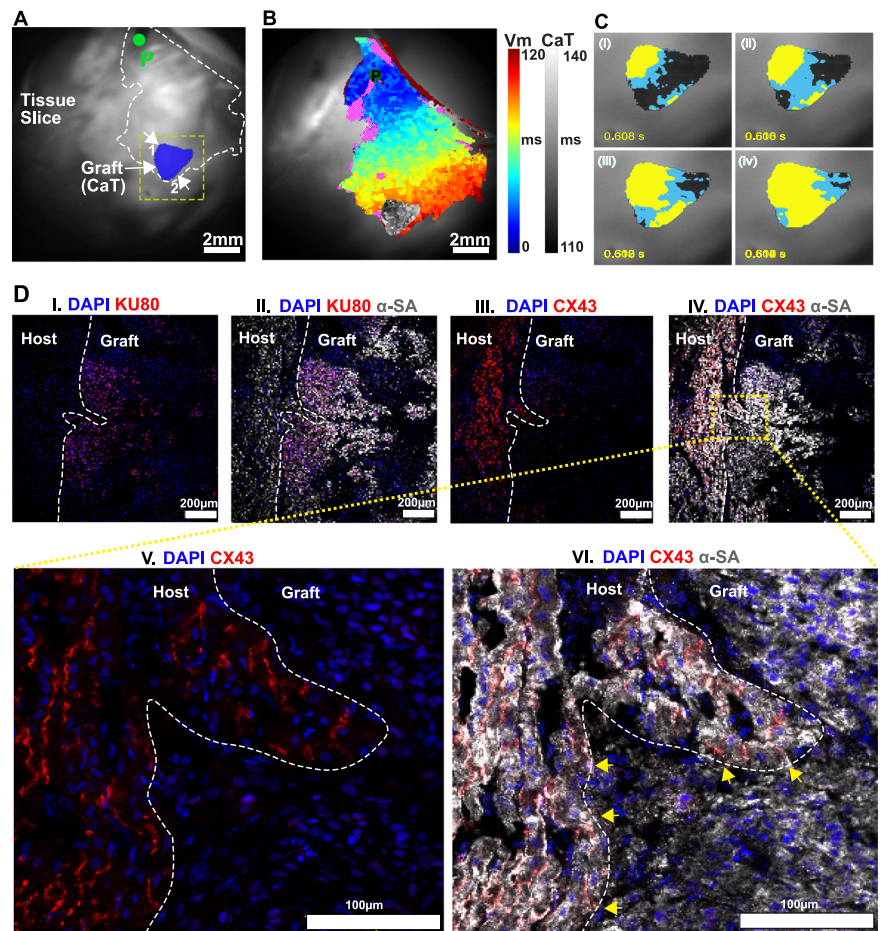 A
P
Tissue
Slice
1
Graft
(CaT)
2
2mm
B
P
2mm
Vm
CaT
120
140
ms
ms
0
110
C
(i)
(ii)
(iii)
(iv)
D
I. DAPI KU80
Host
Graft
200μm
II. DAPI KU80 α-SA
Host
Graft
200μm
III. DAPI CX43
Host
Graft
200μm
IV. DAPI CX43 α-SA
Host
Graft
200μm
V. DAPI CX43
Host
Graft
100μm
VI. DAPI CX43 α-SA
Host
Graft
100μm